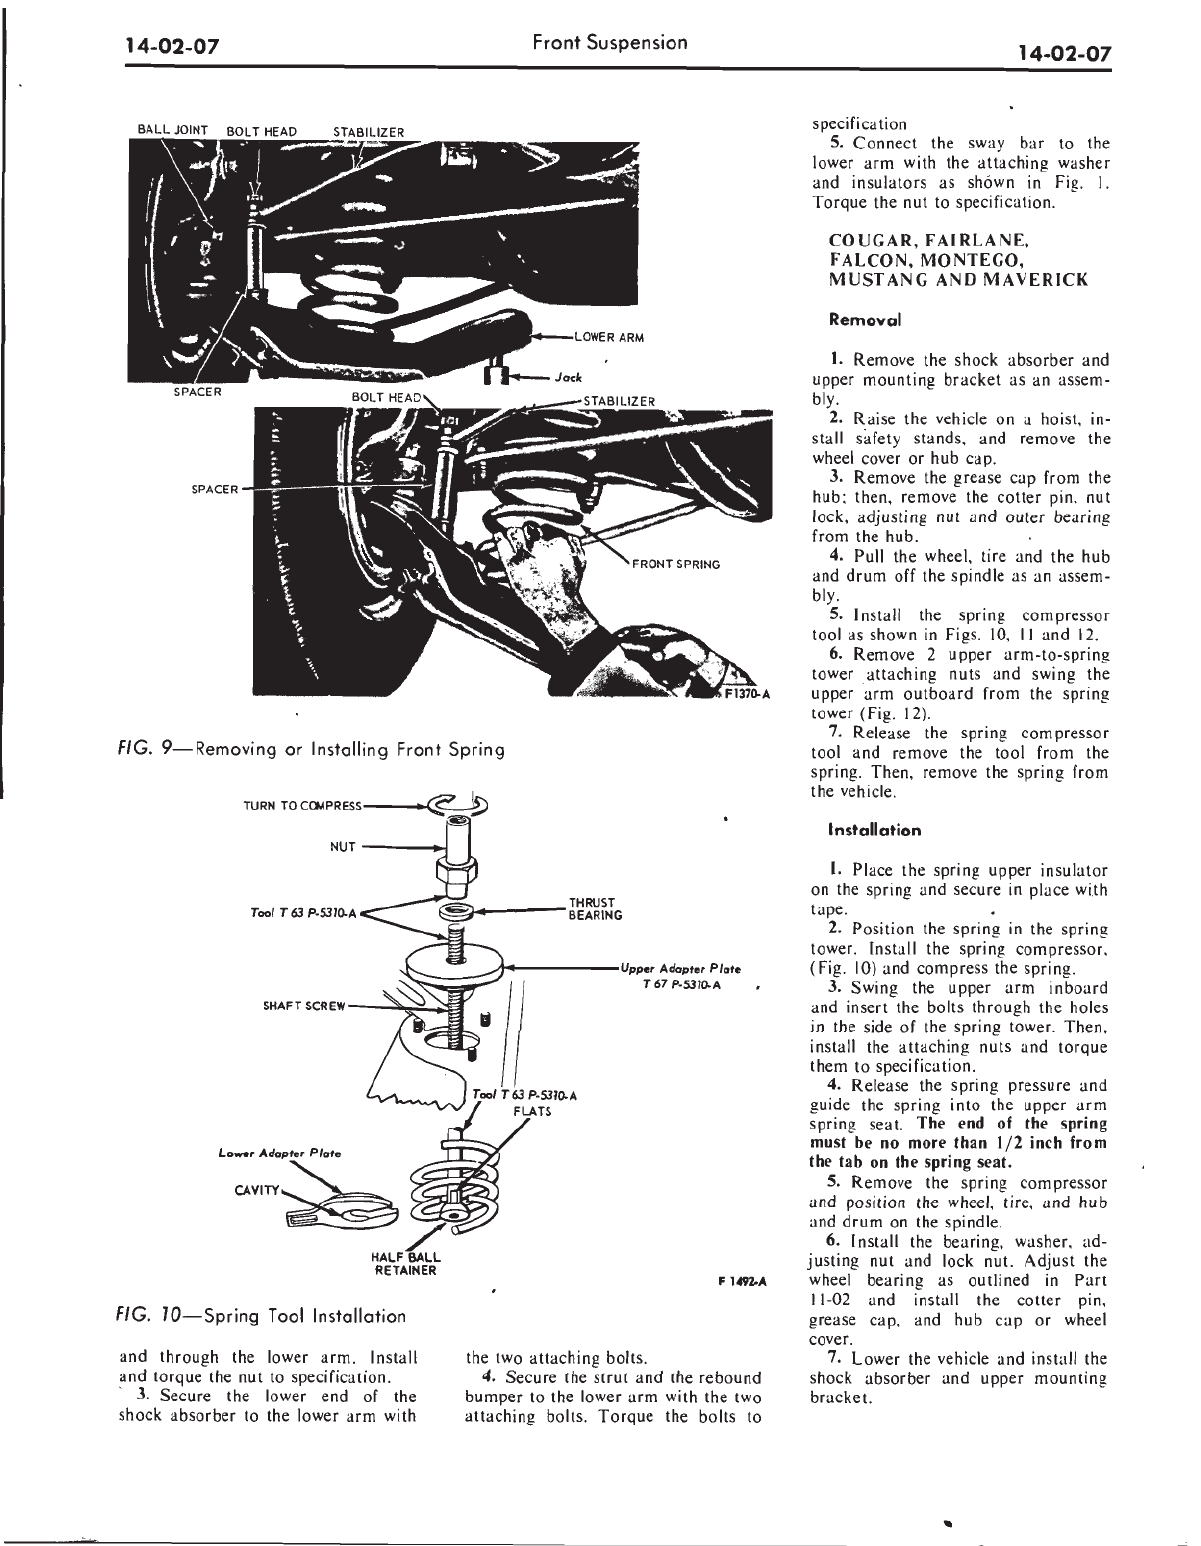 14-02-07
Front Suspension
14-02-07
BALL JOINT
BOLT HEAD
STABILIZER
LOWER ARM
Jack
SPACER
BOLT HEAD
STABILIZER
SPACER
FRONT SPRING
F1370-A
FIG. 9—Removing or Installing Front Spring
TURN TO COMPRESS
NUT
THRUST
BEARING
Tool T 63 P-5310-A
Upper Adapter Plate
T 67 P-5310-A
SHAFT SCREW
Tool T 63 P-5310-A
FLATS
Lower Adapter Plate
CAVITY
HALF BALL
RETAINER
F 1492-A
FIG. 10—Spring Tool Installation
and through the lower arm. Install
and torque the nut to specification.
3. Secure the lower end of the
shock absorber to the lower arm with
the two attaching bolts.
4. Secure the strut and the rebound
bumper to the lower arm with the two
attaching bolts. Torque the bolts to
specification
5. Connect the sway bar to the
lower arm with the attaching washer
and insulators as shown in Fig. 1.
Torque the nut to specification.
COUGAR, FAIRLANE,
FALCON, MONTEGO,
MUSTANG AND MAVERICK
Removal
1. Remove the shock absorber and
upper mounting bracket as an assem-
bly.
2. Raise the vehicle on a hoist, in-
stall safety stands, and remove the
wheel cover or hub cap.
3. Remove the grease cap from the
hub; then, remove the cotter pin, nut
lock, adjusting nut and outer bearing
from the hub.
4. Pull the wheel, tire and the hub
and drum off the spindle as an assem-
bly.
5. Install the spring compressor
tool as shown in Figs. 10, 11 and 12.
6. Remove 2 upper arm-to-spring
tower attaching nuts and swing the
upper arm outboard from the spring
tower (Fig. 12).
7. Release the spring compressor
tool and remove the tool from the
spring. Then, remove the spring from
the vehicle.
Installation
1. Place the spring upper insulator
on the spring and secure in place with
tape.
2. Position the spring in the spring
tower. Install the spring compressor,
(Fig. 10) and compress the spring.
3. Swing the upper arm inboard
and insert the bolts through the holes
in the side of the spring tower. Then,
install the attaching nuts and torque
them to specification.
4. Release the spring pressure and
guide the spring into the upper arm
spring seat. The end of the spring
must be no more than 1/2 inch from
the tab on the spring seat.
5. Remove the spring compressor
and position the wheel, tire, and hub
and drum on the spindle.
6. Install the bearing, washer, ad-
justing nut and lock nut. Adjust the
wheel bearing as outlined in Part
11-02 and install the cotter pin,
grease cap, and hub cap or wheel
cover.
7. Lower the vehicle and install the
shock absorber and upper mounting
bracket.